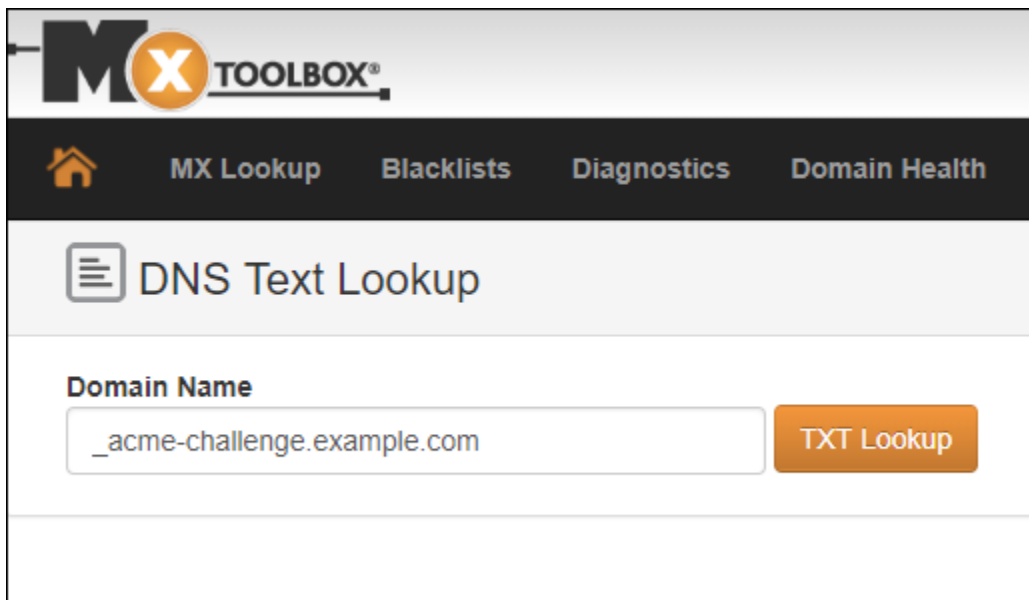 MX TOOLBOX®
MX Lookup Blacklists Diagnostics Domain Health
DNS Text Lookup
Domain Name
_acme-challenge.example.com TXT Lookup